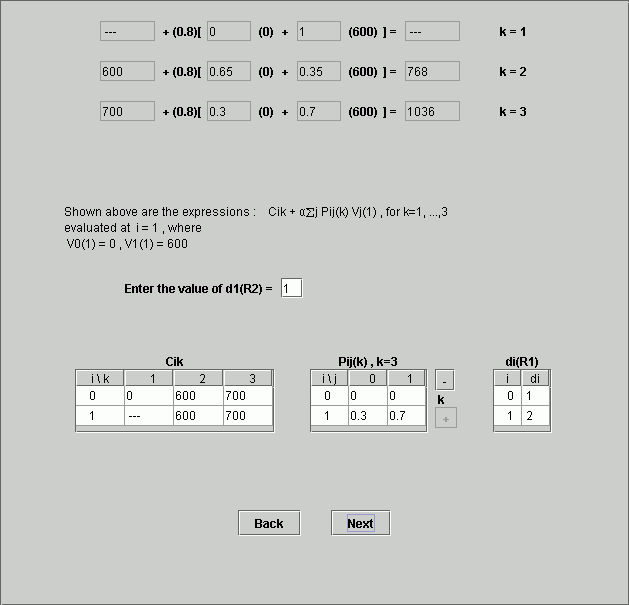 --- + (0.8)[ 0 (0) + 1 (600) ] = --- k = 1
600 + (0.8)[ 0.65 (0) + 0.35 (600) ] = 768 k = 2
700 + (0.8)[ 0.3 (0) + 0.7 (600) ] = 1036 k = 3
Shown above are the expressions : Cik + α∑j Pij(k) Vj(1) , for k=1, ...,3
evaluated at i = 1 , where
V0(1) = 0 , V1(1) = 600
Enter the value of d1(R2) = 1
Cik
i \ k 1 2 3
0 0 600 700
1 --- 600 700
Pij(k) , k=3
i \ j 0 1
0 0 0
1 0.3 0.7
-
k
+
di(R1)
i di
0 1
1 2
Back Next